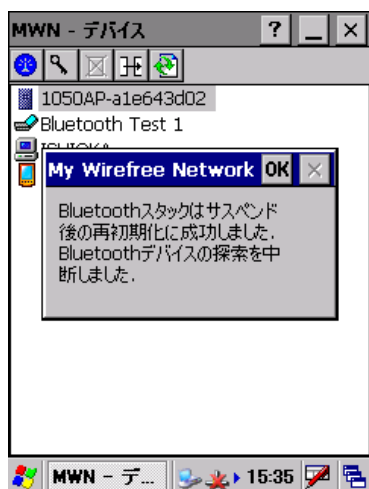 MWN - デバイス
1050AP-a1e643d02
Bluetooth Test 1
My Wirefree Network OK
Bluetoothスタックはサスペンド
後の再初期化に成功しました.
Bluetoothデバイスの探索を中
断しました.
MWN - デ... 15:35